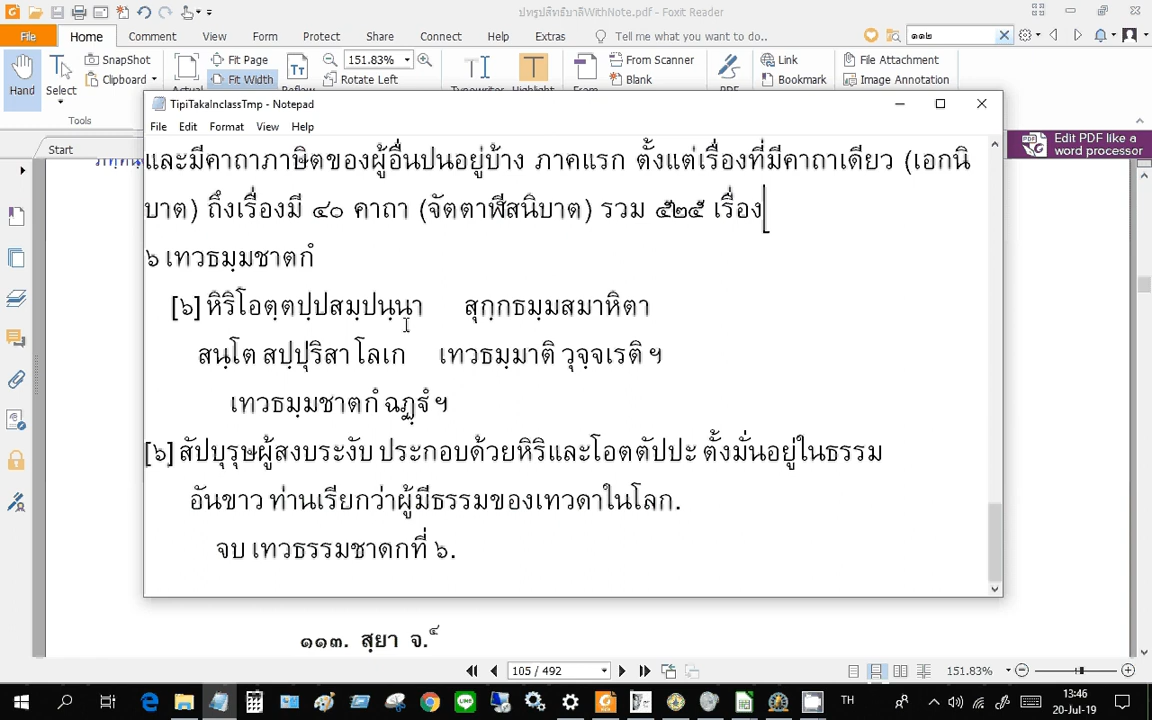 ปทรูปสิทธิบาลีWithNote.pdf - Foxit Reader
File Home Comment View Form Protect Share Connect Help Extras Tell me what you want to do.. ๑๑๒
Hand Select SnapShot Clipboard Actual Fit Page Fit Width Reflow 151.83% Rotate Left Typewriter Highlight From From Scanner Blank PDF Link Bookmark File Attachment Image Annotation
Tools
Start
Edit PDF like a word processor
TipiTakaInclassTmp - Notepad
File Edit Format View Help
และมีคาถาภาษิตของผู้อื่นปนอยู่บ้าง ภาคแรก ตั้งแต่เรื่องที่มีคาถาเดียว (เอกนิ
บาต) ถึงเรื่องมี ๔๐ คาถา (จัตตาฬีสนิบาต) รวม ๕๒๕ เรื่อง
๖ เทวธมฺมชาตกํ
[๖] หิริโอตฺตปฺปสมฺปนฺนา สุกฺกธมฺมสมาหิตา
สนฺโต สปฺปุริสา โลเก เทวธมฺมาติ วุจฺจเรติ ฯ
เทวธมฺมชาตกํ ฉฏฺฐํ ฯ
[๖] สัปบุรุษผู้สงบระงับ ประกอบด้วยหิริและโอตตัปปะ ตั้งมั่นอยู่ในธรรม
อันขาว ท่านเรียกว่าผู้มีธรรมของเทวดาในโลก.
จบ เทวธรรมชาดกที่ ๖.
๑๑๓. สฺยา จ.๔
105 / 492 151.83%
TH 13:46
20-Jul-19